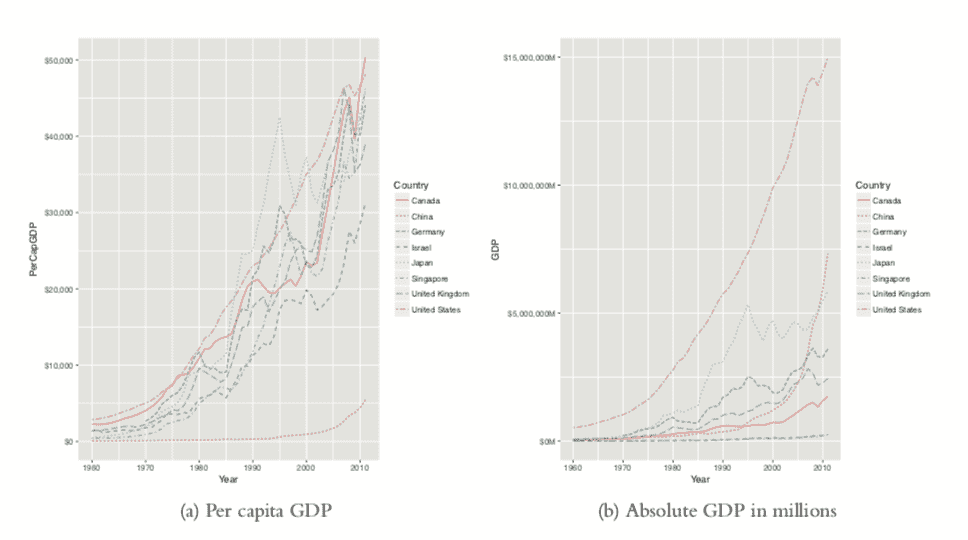 $50,000
$40,000
$30,000
$20,000
$10,000
$0
PerCapGDP
1960 1970 1980 1990 2000 2010
Year
Country
Canada
China
Germany
Israel
Japan
Singapore
United Kingdom
United States
(a) Per capita GDP
$15,000,000M
$10,000,000M
$5,000,000M
$0M
GDP
1960 1970 1980 1990 2000 2010
Year
Country
Canada
China
Germany
Israel
Japan
Singapore
United Kingdom
United States
(b) Absolute GDP in millions